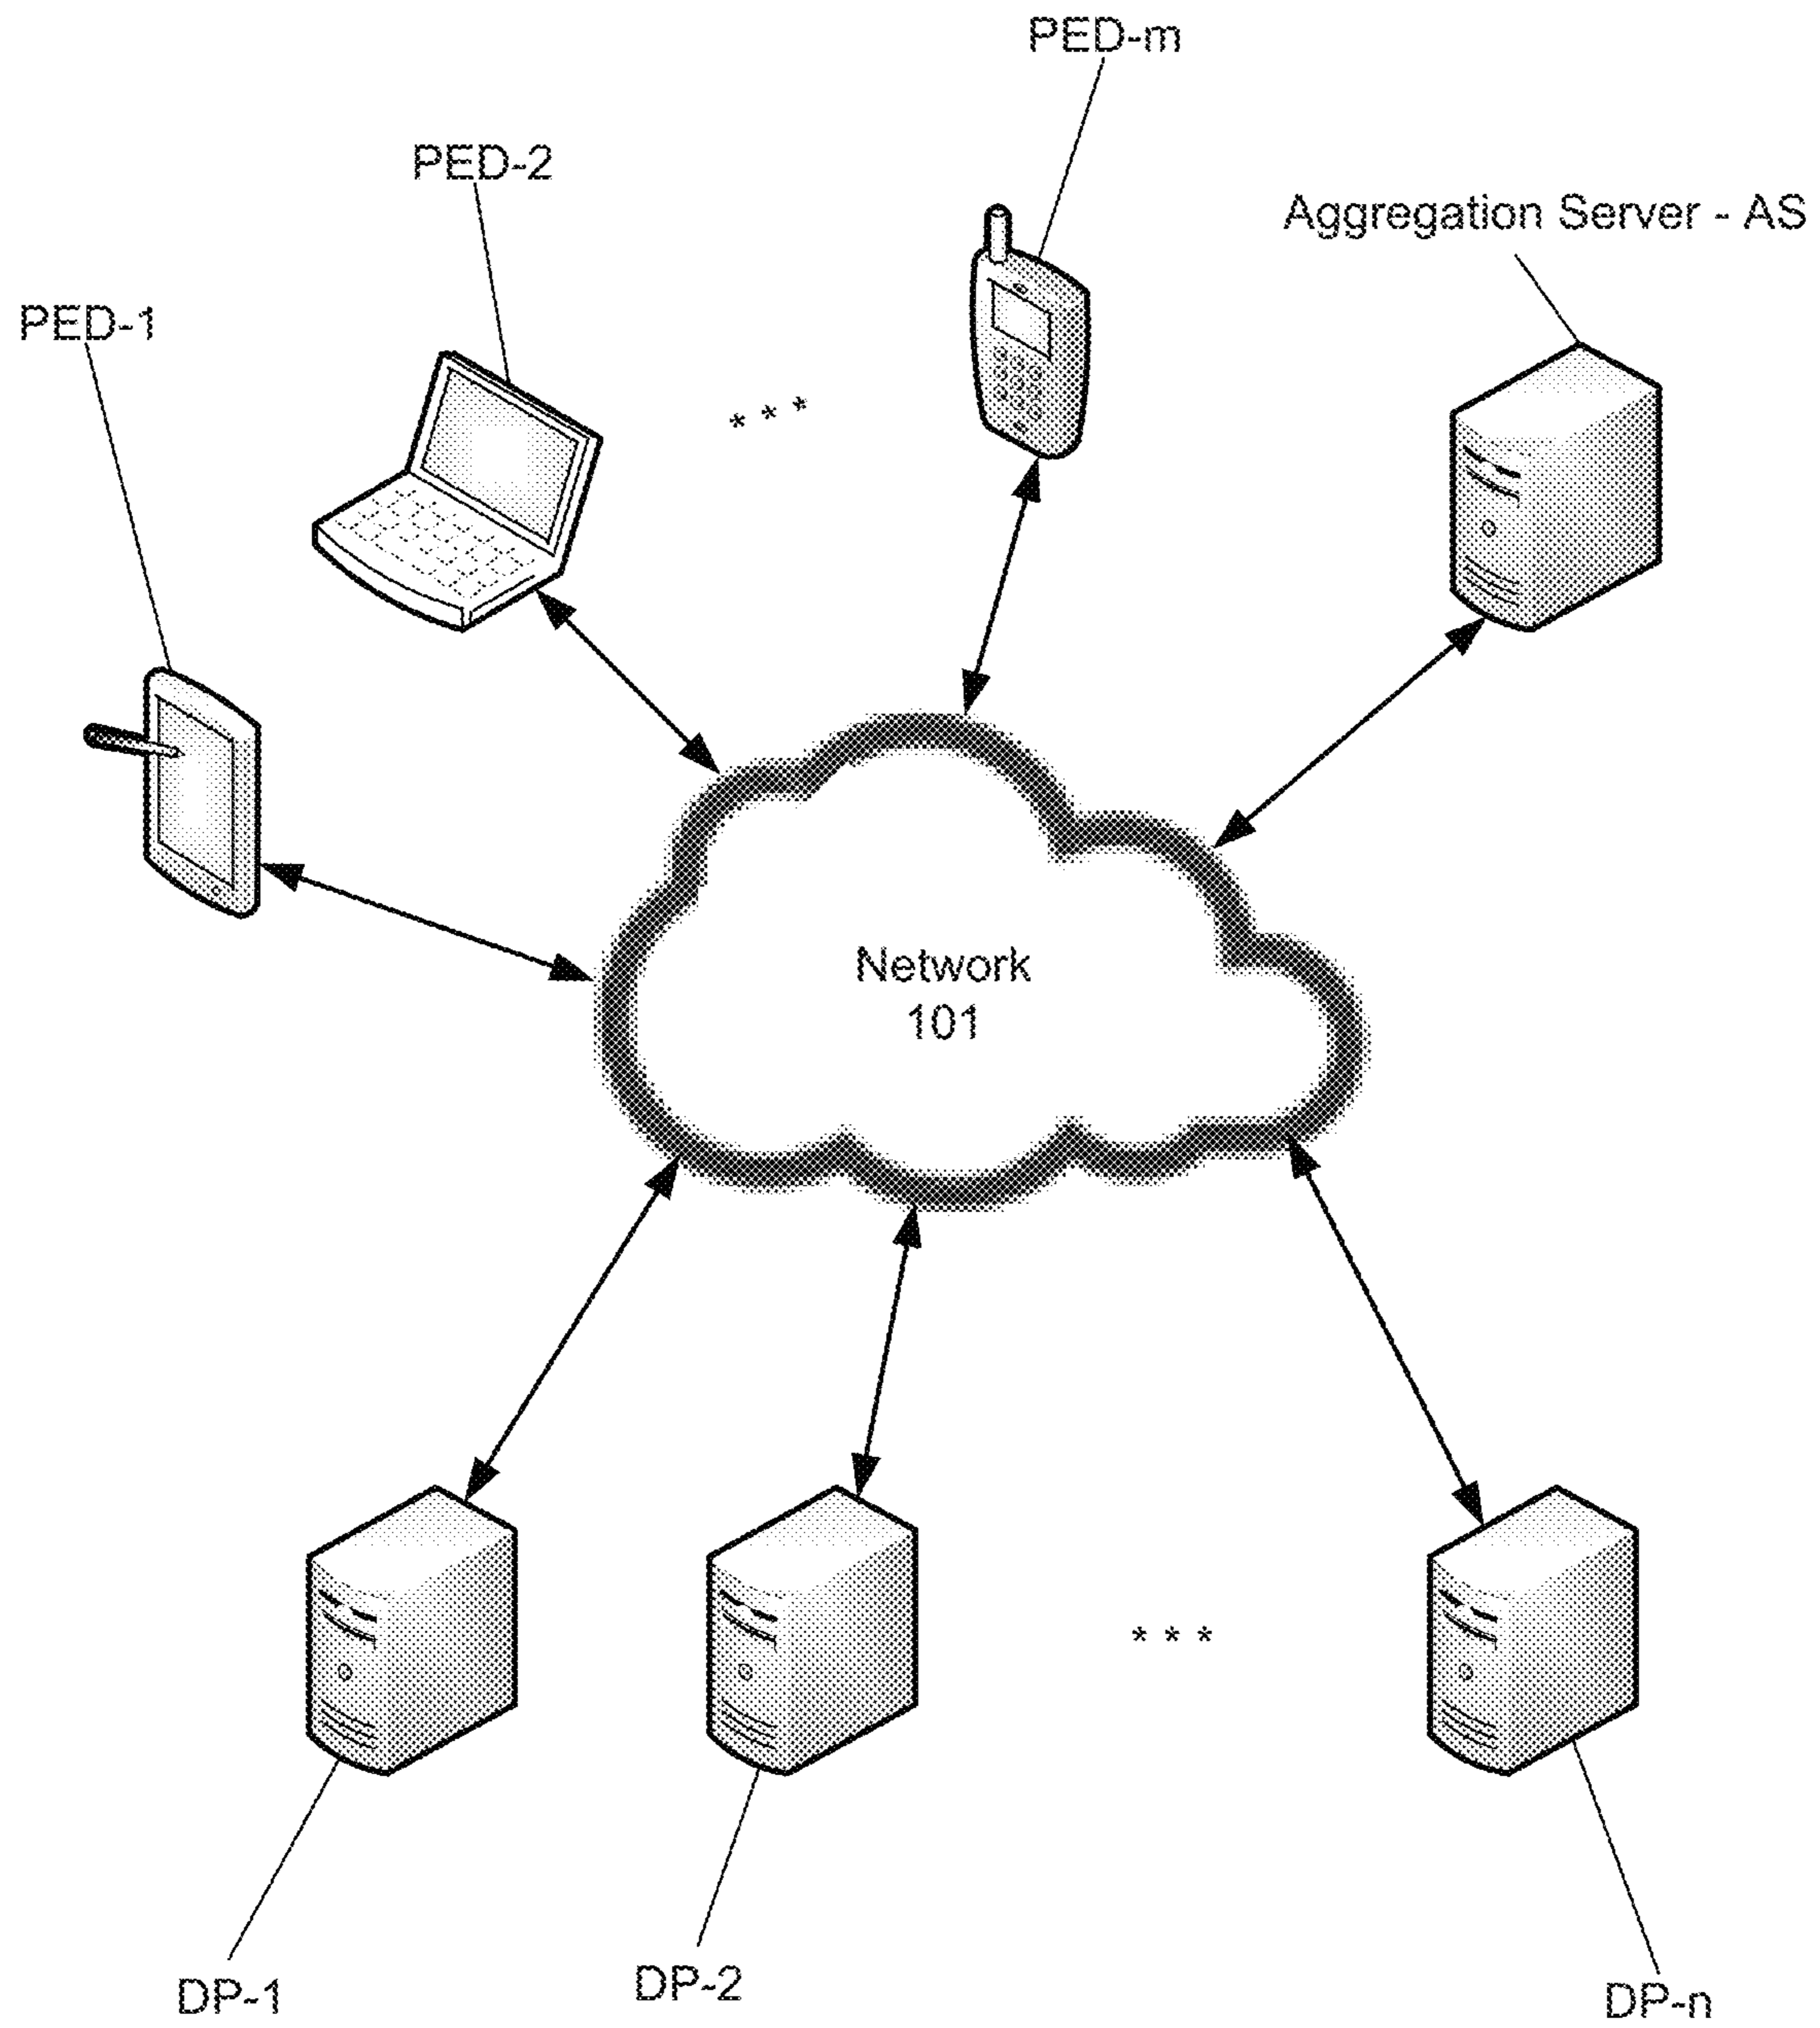 PED-m
PED-2
Aggregation Server - AS
PED-1
* * *
Network
101
* * *
DP-1
DP-2
DP-n